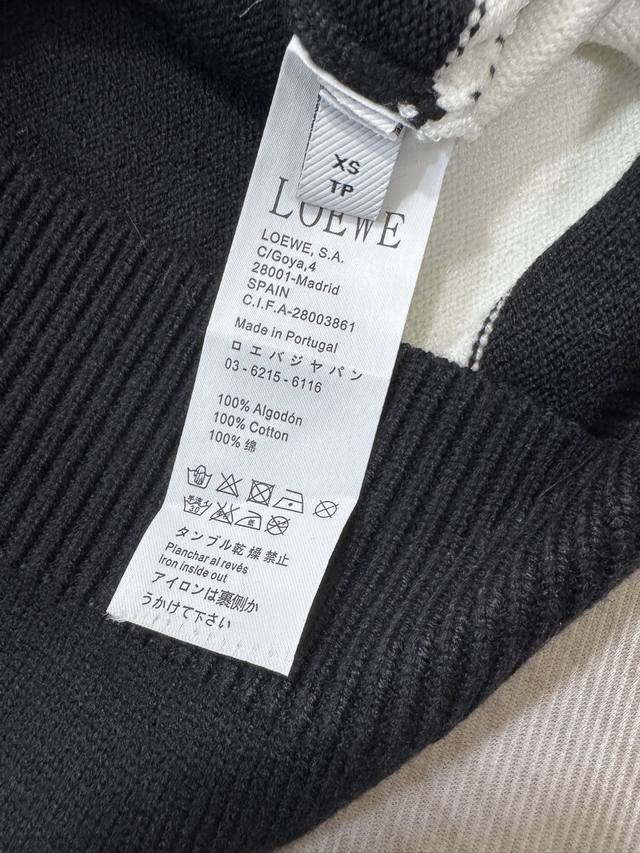 XS
TP
LOEWE
LOEWE, S.A.
C/Goya,4
28001-Madrid
SPAIN
C.I.F.A-28003861
Made in Portugal
ロエバジャパン
03-6215-6116
100% Algodón
100% Cotton
100% 绵
タンブル乾燥禁止
Planchar al revés
Iron inside out
アイロンは裏側か
うかけて下さい